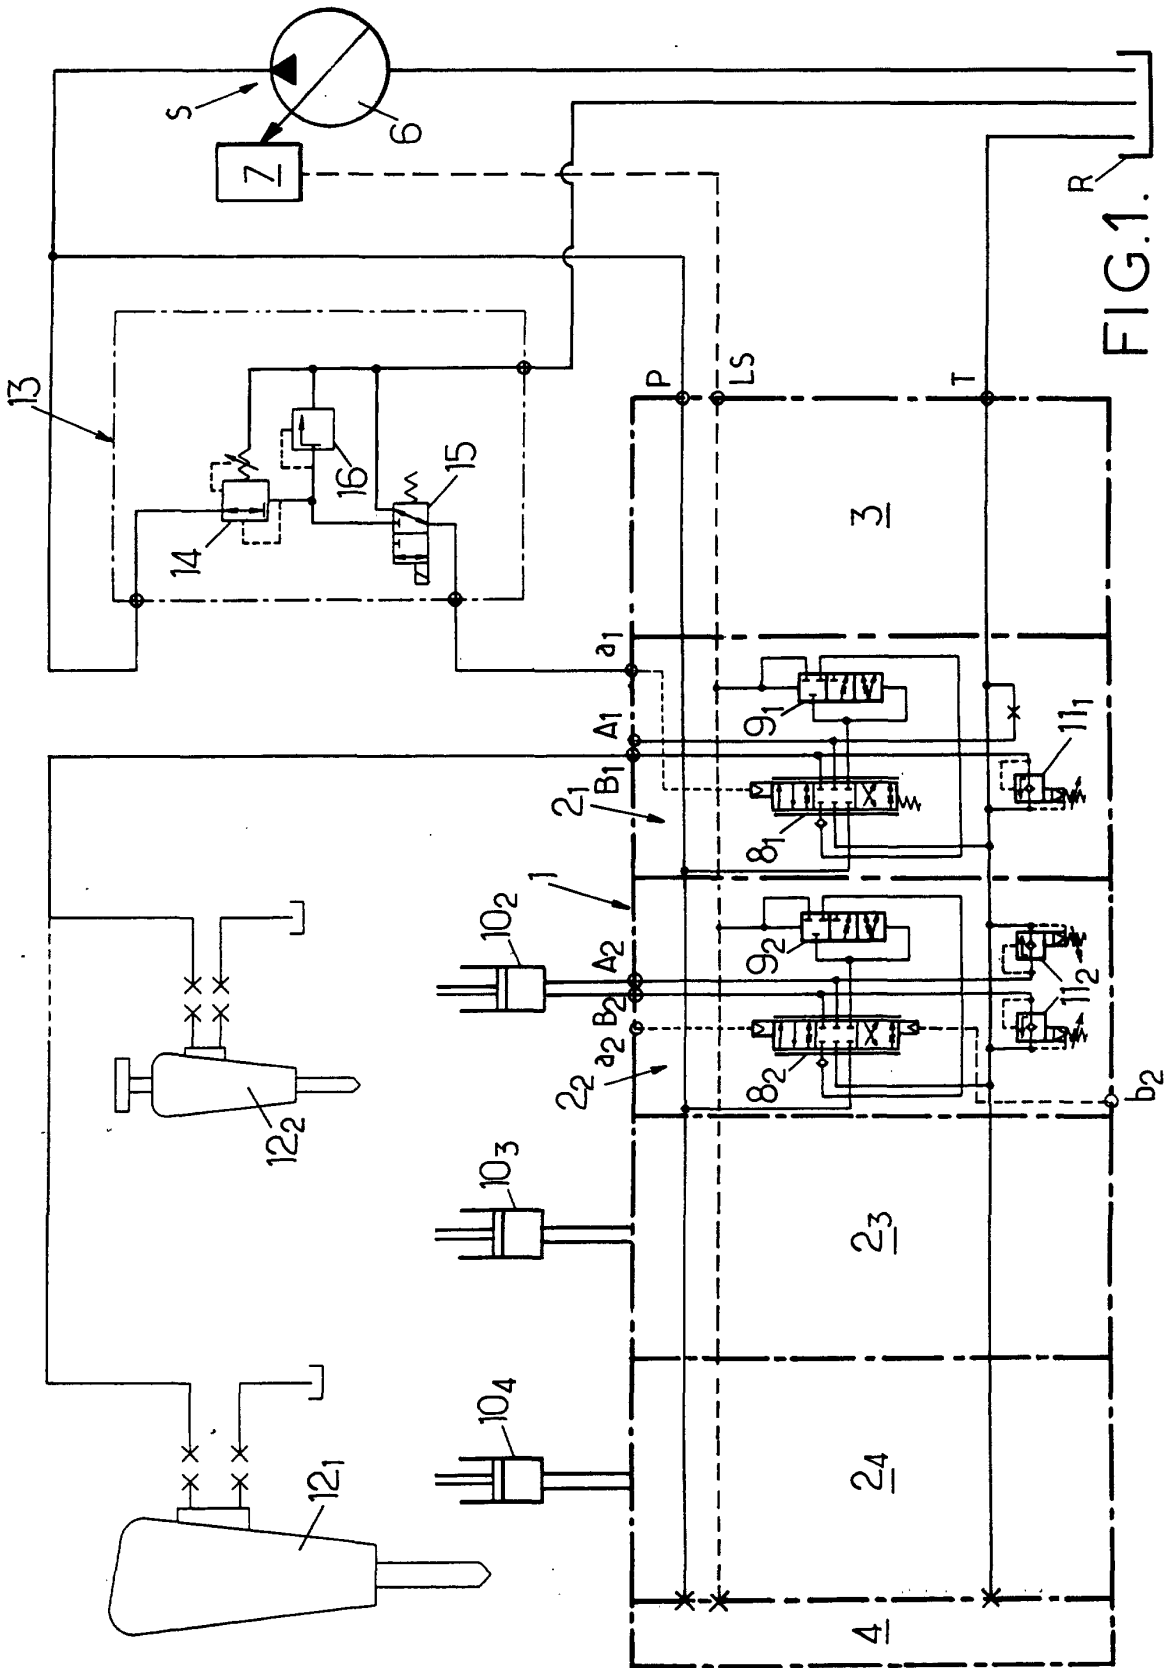 13
S
14
7
12₂
12₁
16
6
15
10₄
10₃
10₂
1
2₂
a₂
B₂
A₂
2₁
B₁
A₁
a₁
P
LS
8₂
9₂
8₁
9₁
4
2₄
2₃
3
T
11₂
11₁
R
b₂
FIG.1.